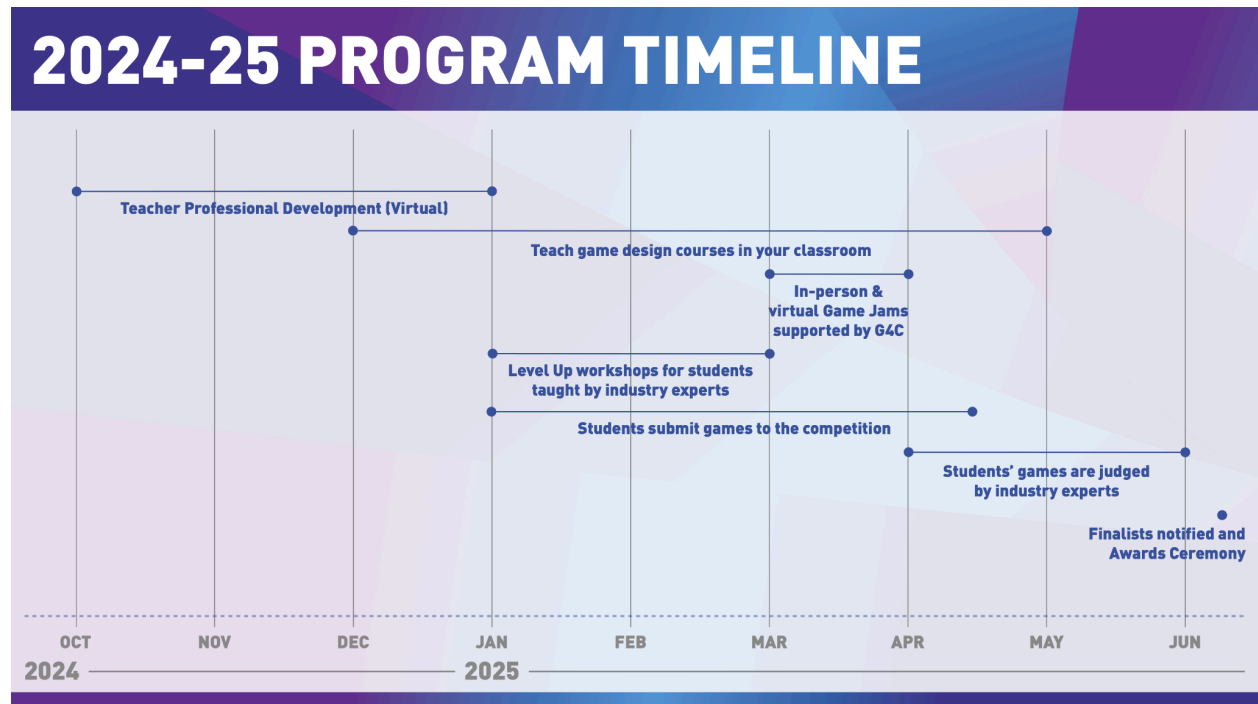 2024-25 PROGRAM TIMELINE
Teacher Professional Development (Virtual)
Teach game design courses in your classroom
In-person &
virtual Game Jams
supported by G4C
Level Up workshops for students
taught by industry experts
Students submit games to the competition
Students’ games are judged
by industry experts
Finalists notified and
Awards Ceremony
OCT NOV DEC JAN FEB MAR APR MAY JUN
2024 2025